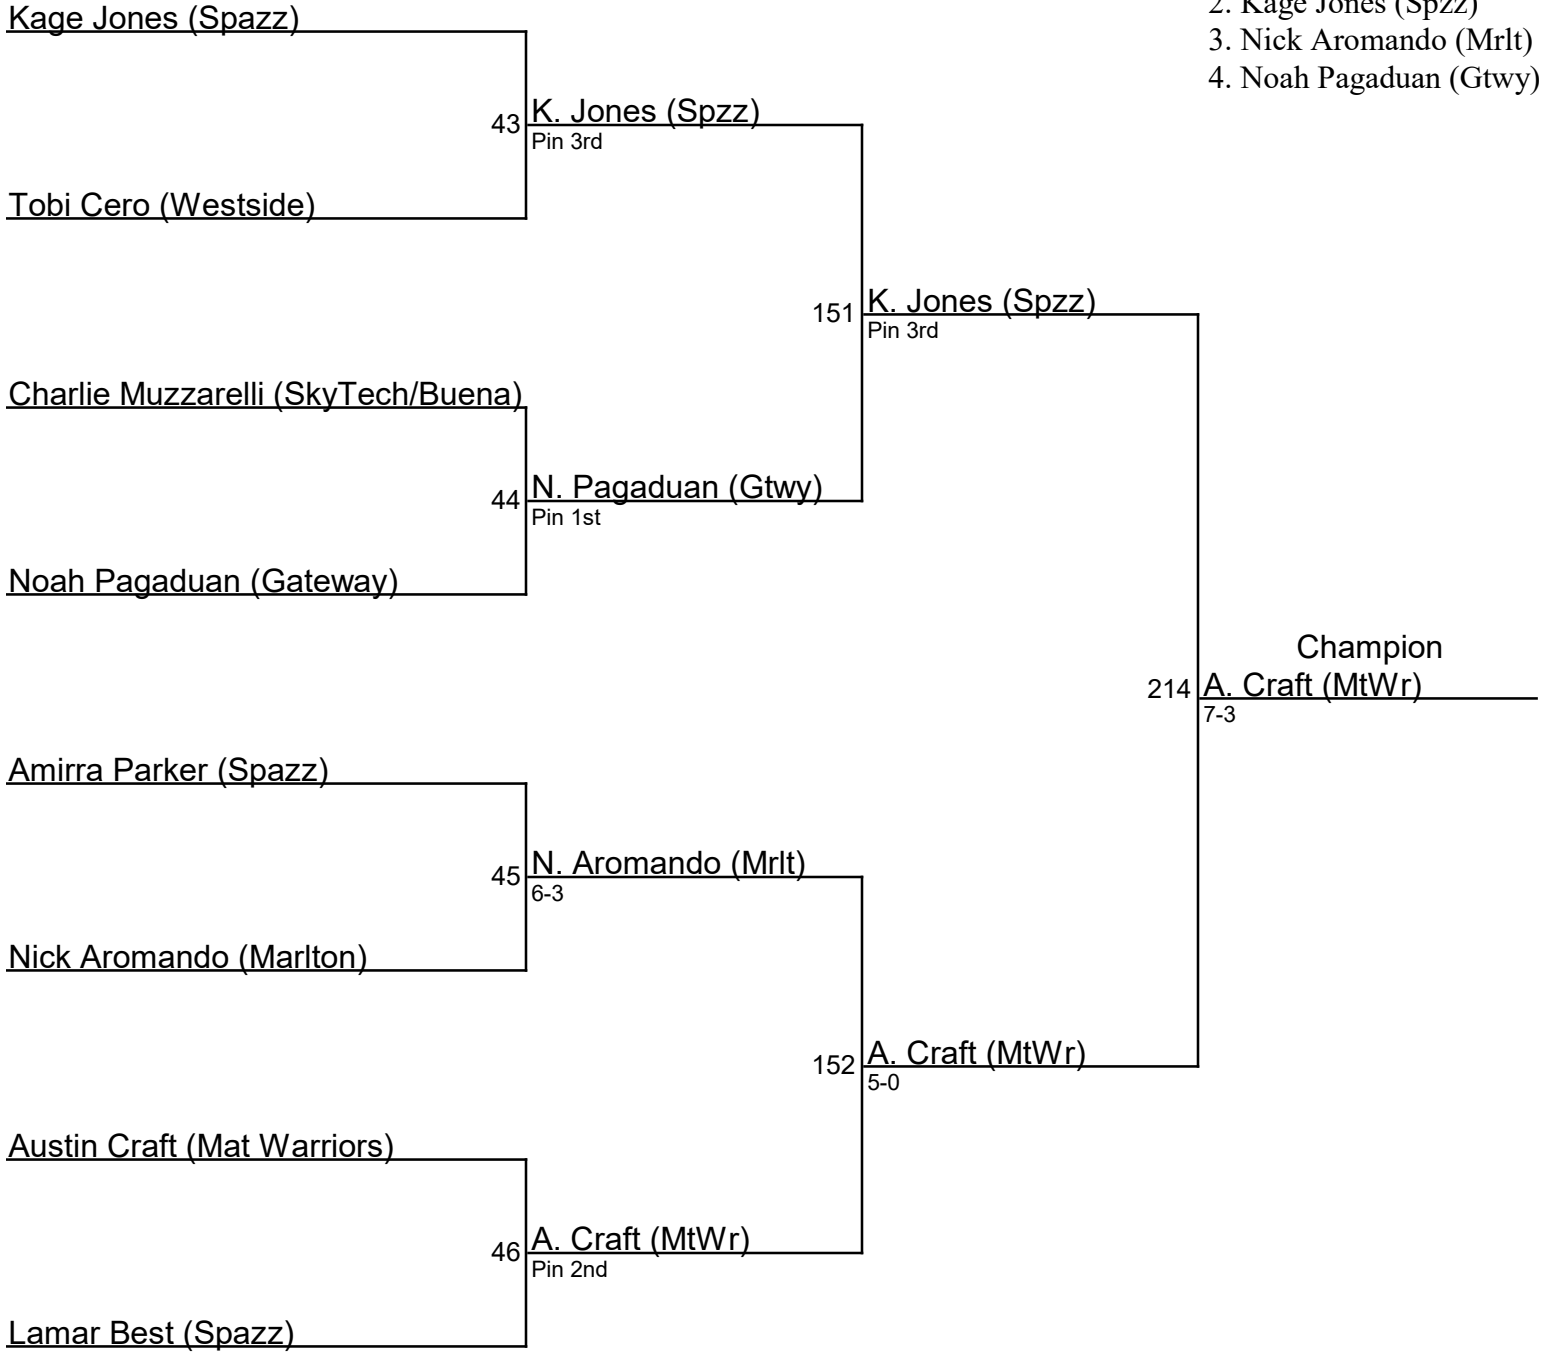 Kage Jones (Spazz)
2. Kage Jones (Spzz)
3. Nick Aromando (Mrlt)
4. Noah Pagaduan (Gtwy)
43 K. Jones (Spzz)
Pin 3rd
Tobi Cero (Westside)
151 K. Jones (Spzz)
Pin 3rd
Charlie Muzzarelli (SkyTech/Buena)
44 N. Pagaduan (Gtwy)
Pin 1st
Noah Pagaduan (Gateway)
Champion
214 A. Craft (MtWr)
7-3
Amirra Parker (Spazz)
45 N. Aromando (Mrlt)
6-3
Nick Aromando (Marlton)
152 A. Craft (MtWr)
5-0
Austin Craft (Mat Warriors)
46 A. Craft (MtWr)
Pin 2nd
Lamar Best (Spazz)